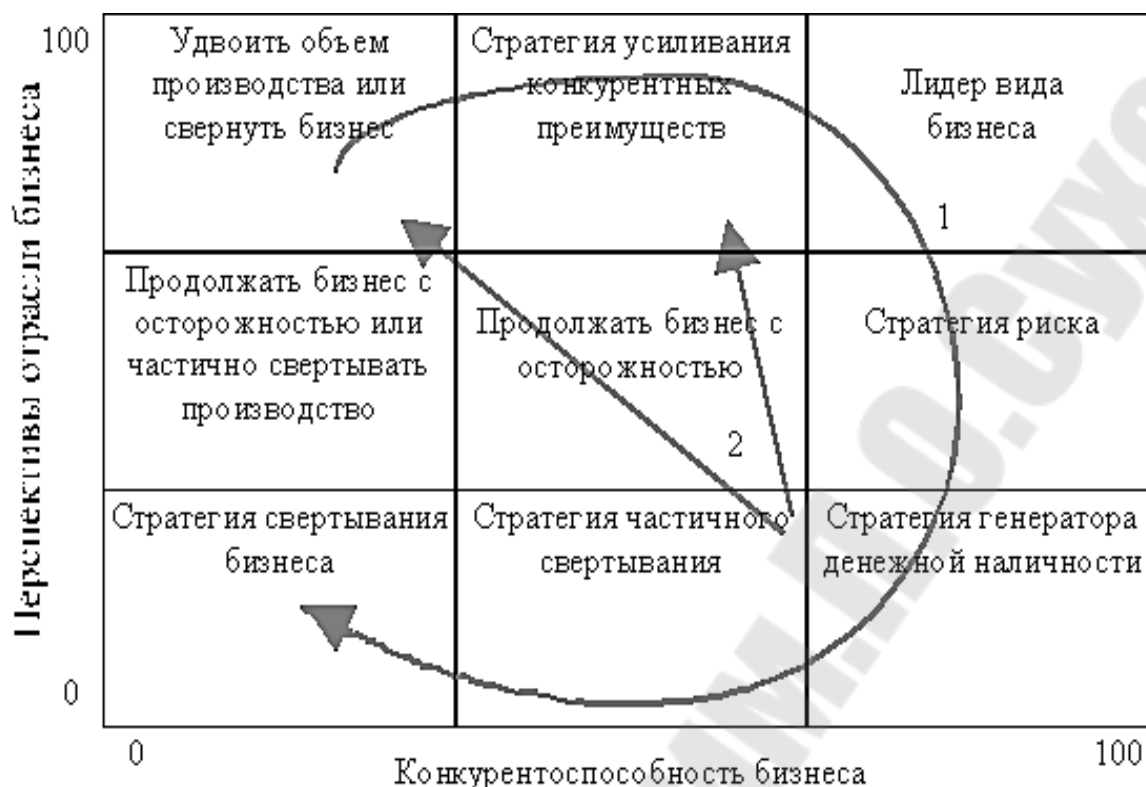 100
Удвоить объем
производства или
свернуть бизнес
Стратегия усиливания
конкурентных
преимуществ
Лидер вида
бизнеса
1
Продолжать бизнес с
осторожностью или
частично свертывать
производство
Продолжать бизнес с
осторожностью
2
Стратегия риска
Стратегия свертывания
бизнеса
Стратегия частичного
свертывания
Стратегия генератора
денежной наличности
0
0
100
Конкурентоспособность бизнеса
Перспективы отрасли бизнеса